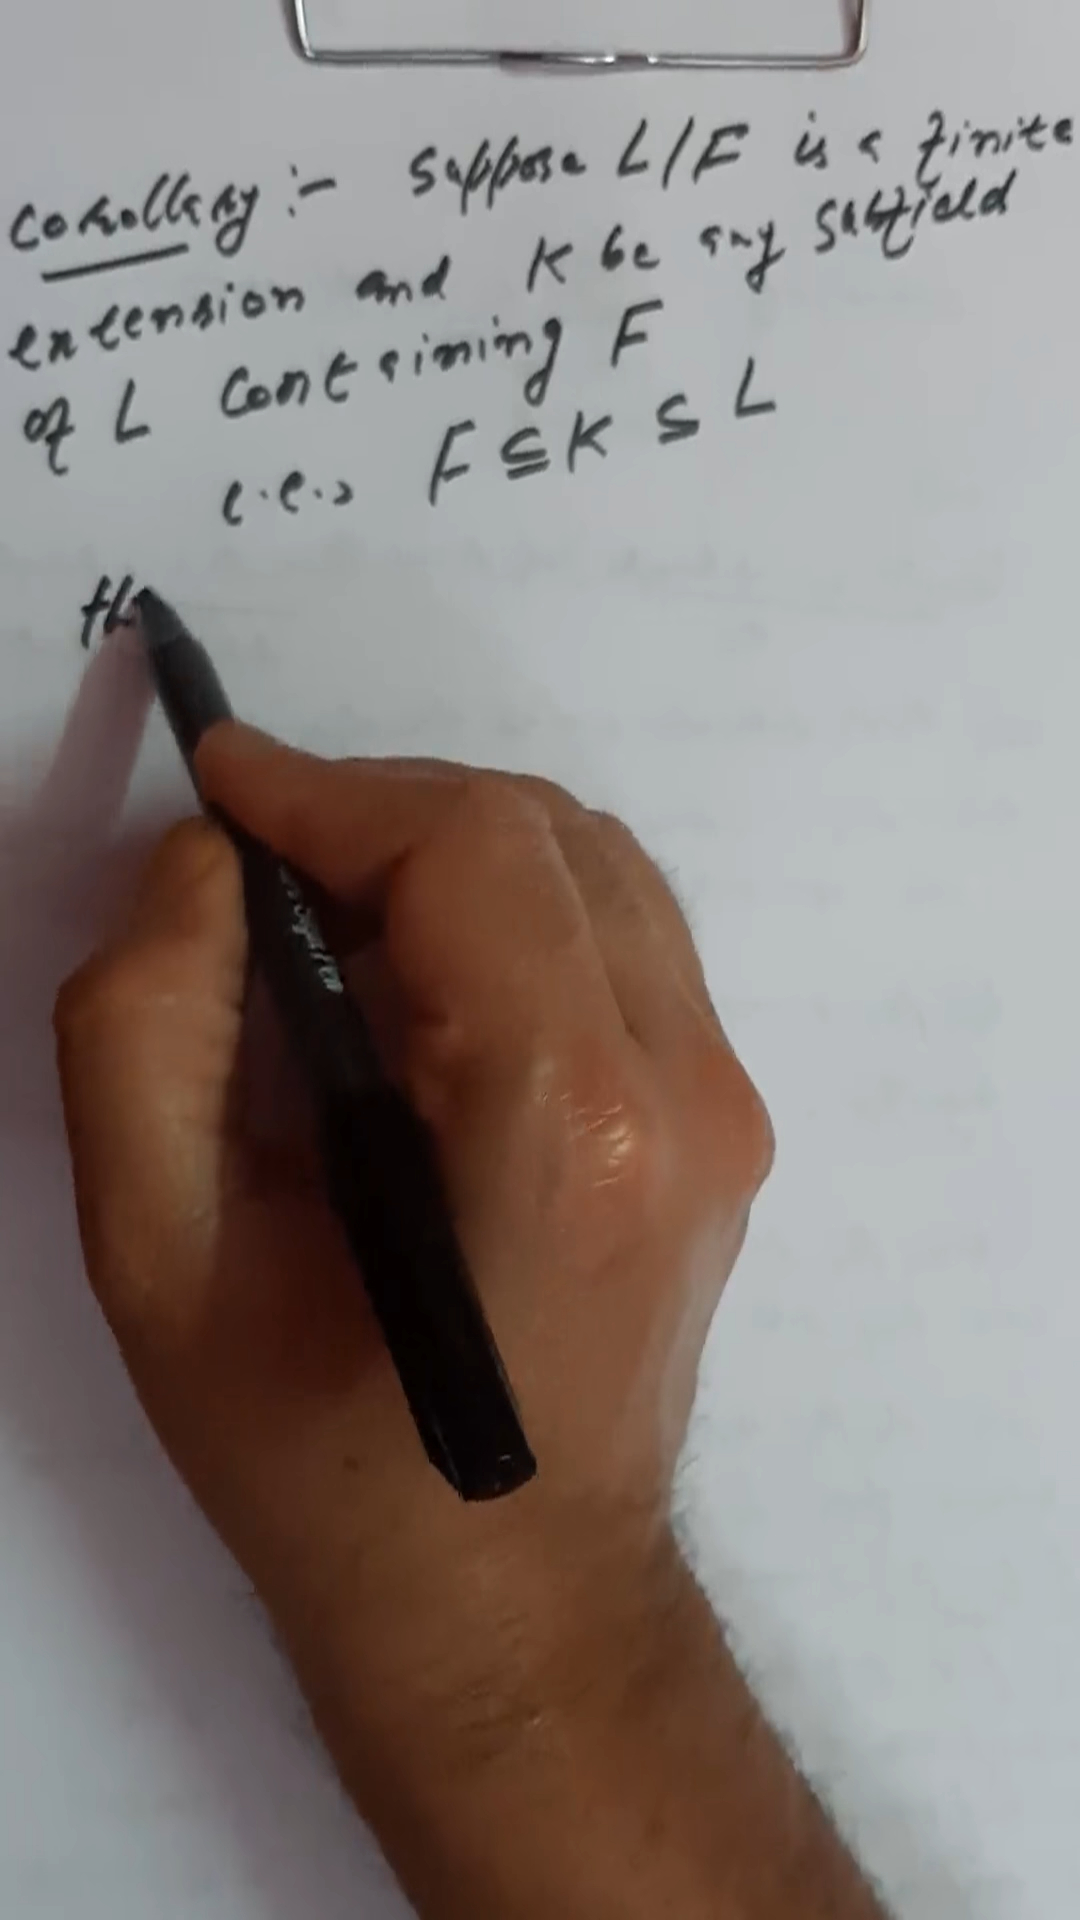 Corollary :- Suppose L/F is a finite
extension and K be any subfield
of L containing F
i.e., F ⊆ K ⊆ L